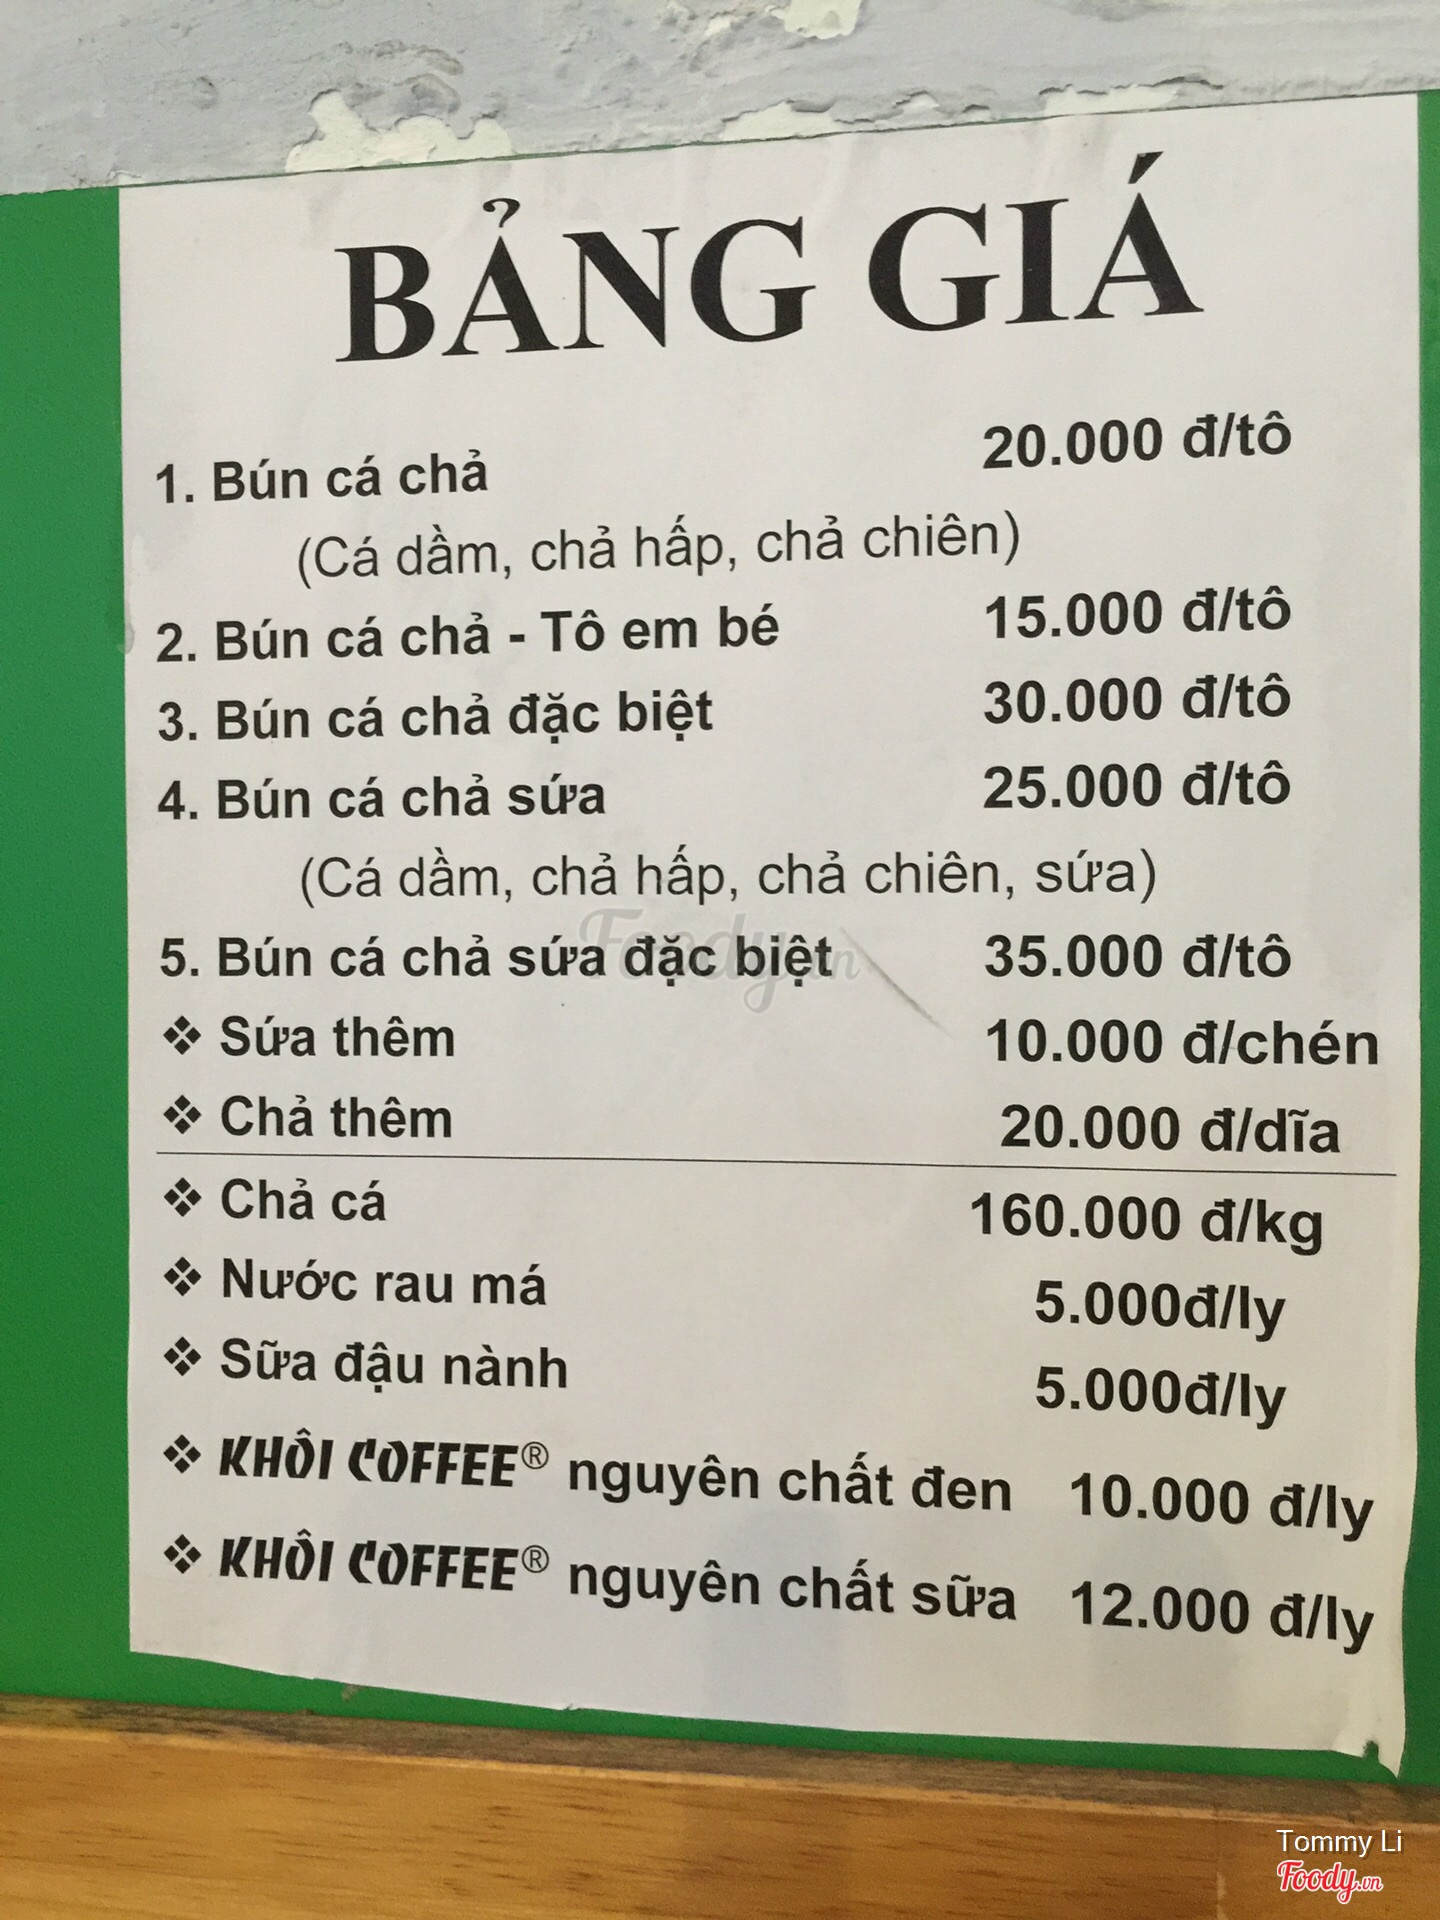 BẢNG GIÁ
1. Bún cá chả 20.000 đ/tô
(Cá dầm, chả hấp, chả chiên)
2. Bún cá chả - Tô em bé 15.000 đ/tô
3. Bún cá chả đặc biệt 30.000 đ/tô
4. Bún cá chả sứa 25.000 đ/tô
(Cá dầm, chả hấp, chả chiên, sứa)
5. Bún cá chả sứa đặc biệt 35.000 đ/tô
Foody.vn
❖ Sứa thêm 10.000 đ/chén
❖ Chả thêm 20.000 đ/dĩa
❖ Chả cá 160.000 đ/kg
❖ Nước rau má 5.000đ/ly
❖ Sữa đậu nành 5.000đ/ly
❖ KHÔI COFFEE® nguyên chất đen 10.000 đ/ly
❖ KHÔI COFFEE® nguyên chất sữa 12.000 đ/ly
Tommy Li
Foody.vn